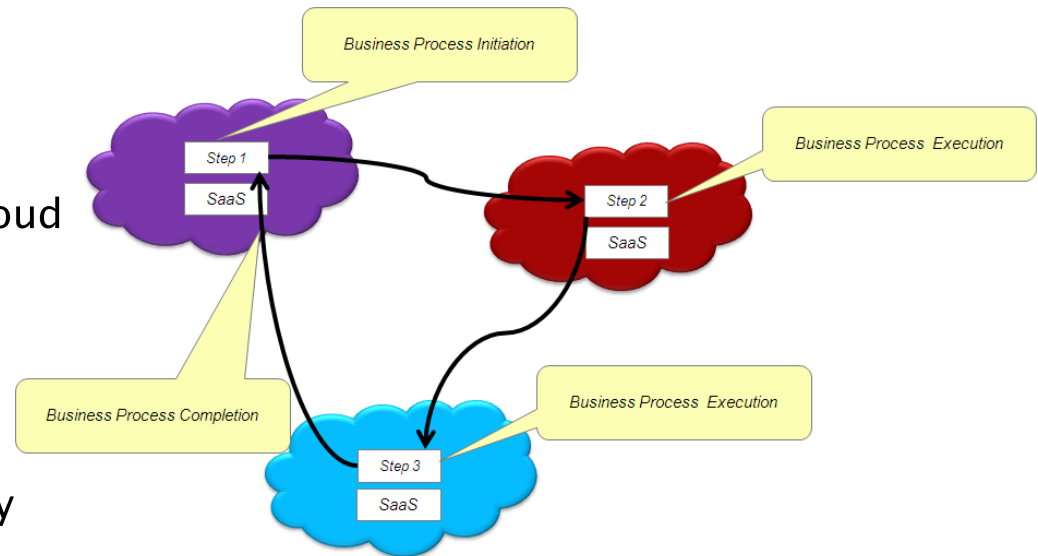 Business Process Initiation
Business Process Execution
Step 1
SaaS
Step 2
SaaS
oud
Business Process Completion
Business Process Execution
Step 3
SaaS
y